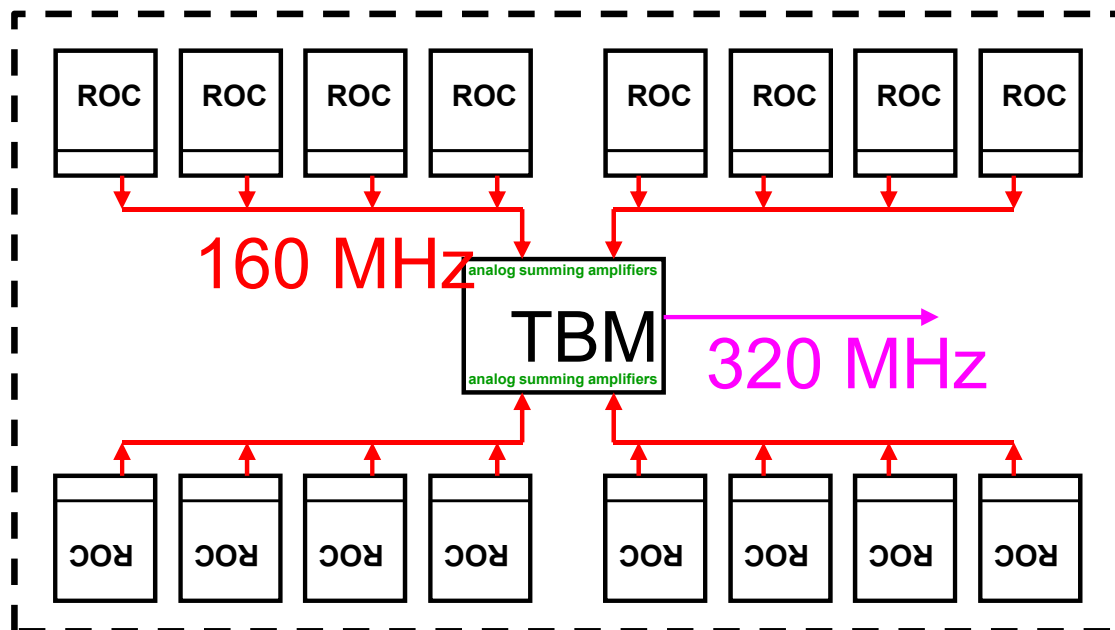 ROC ROC ROC ROC ROC ROC ROC ROC
160 MHz
analog summing amplifiers
TBM
320 MHz
analog summing amplifiers
ROC ROC ROC ROC ROC ROC ROC ROC